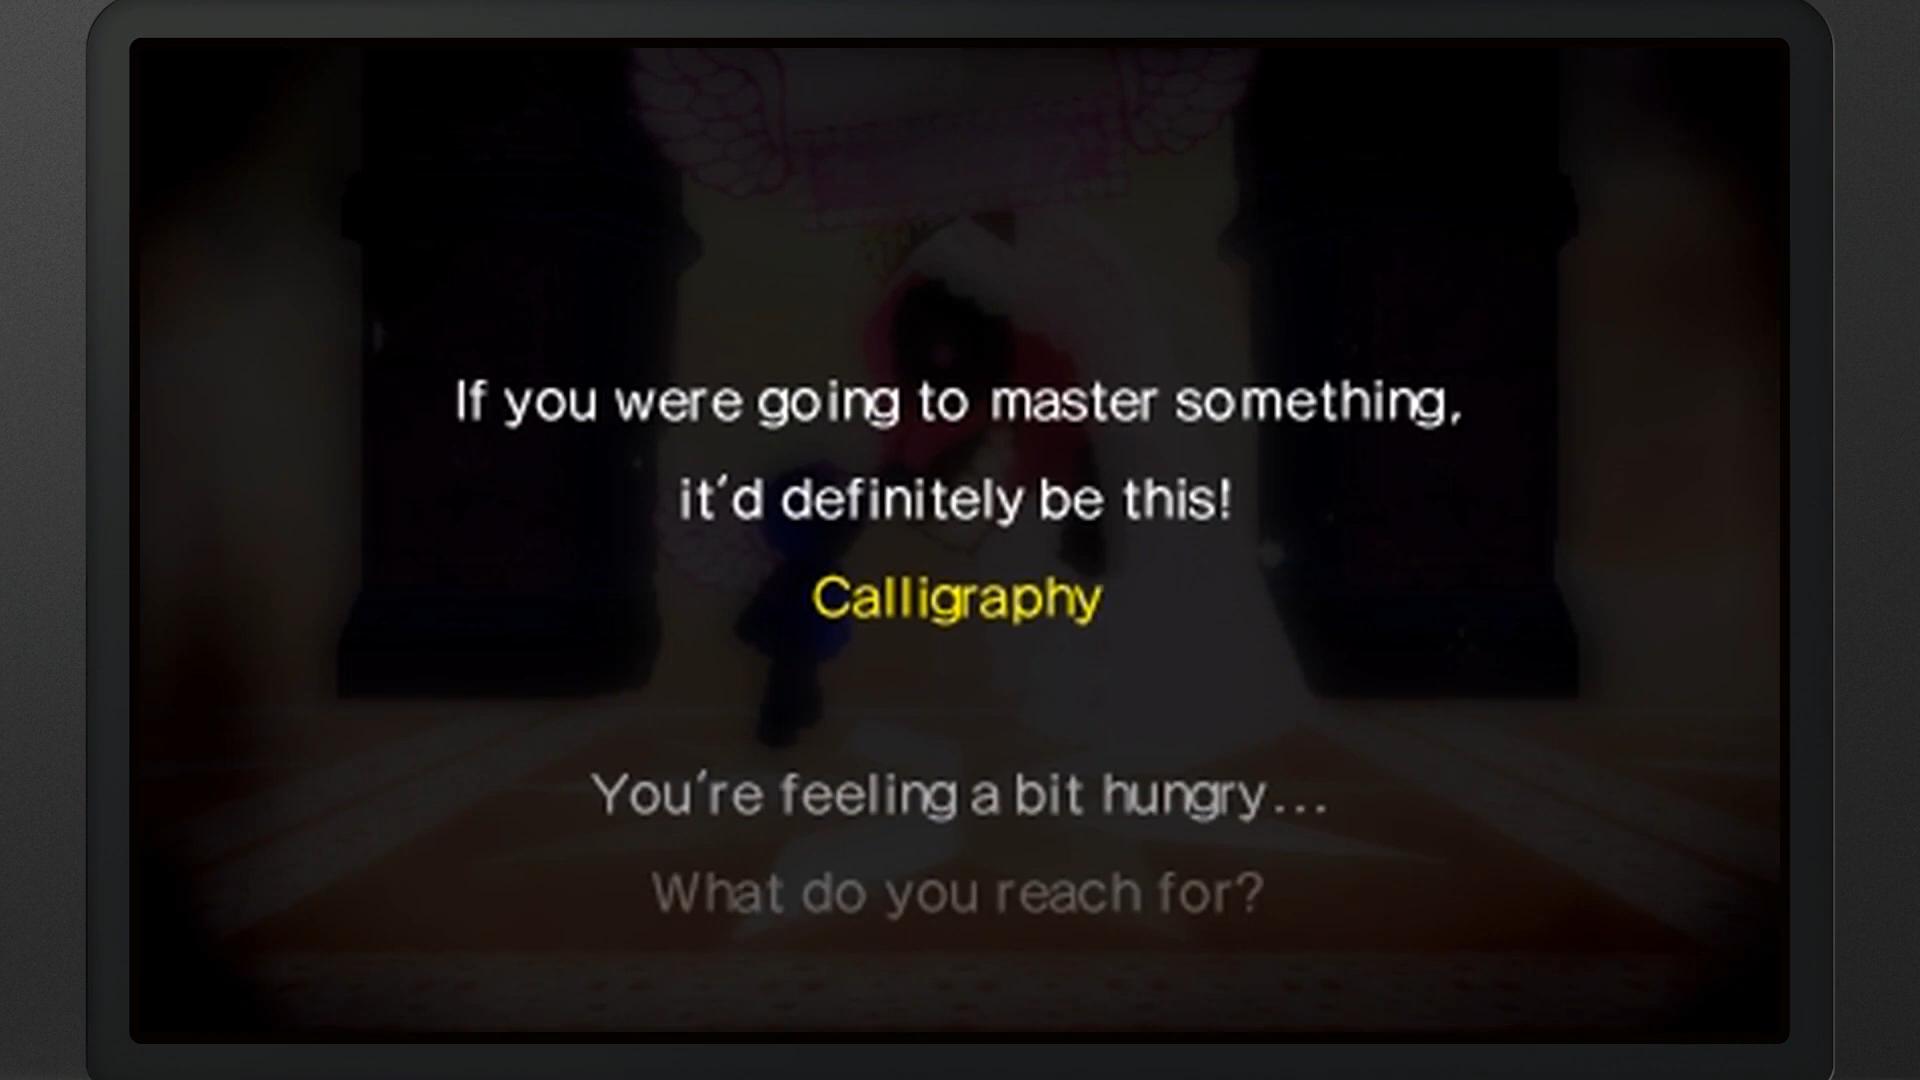 If you were going to master something,
it'd definitely be this!
Calligraphy
You're feeling a bit hungry...
What do you reach for?